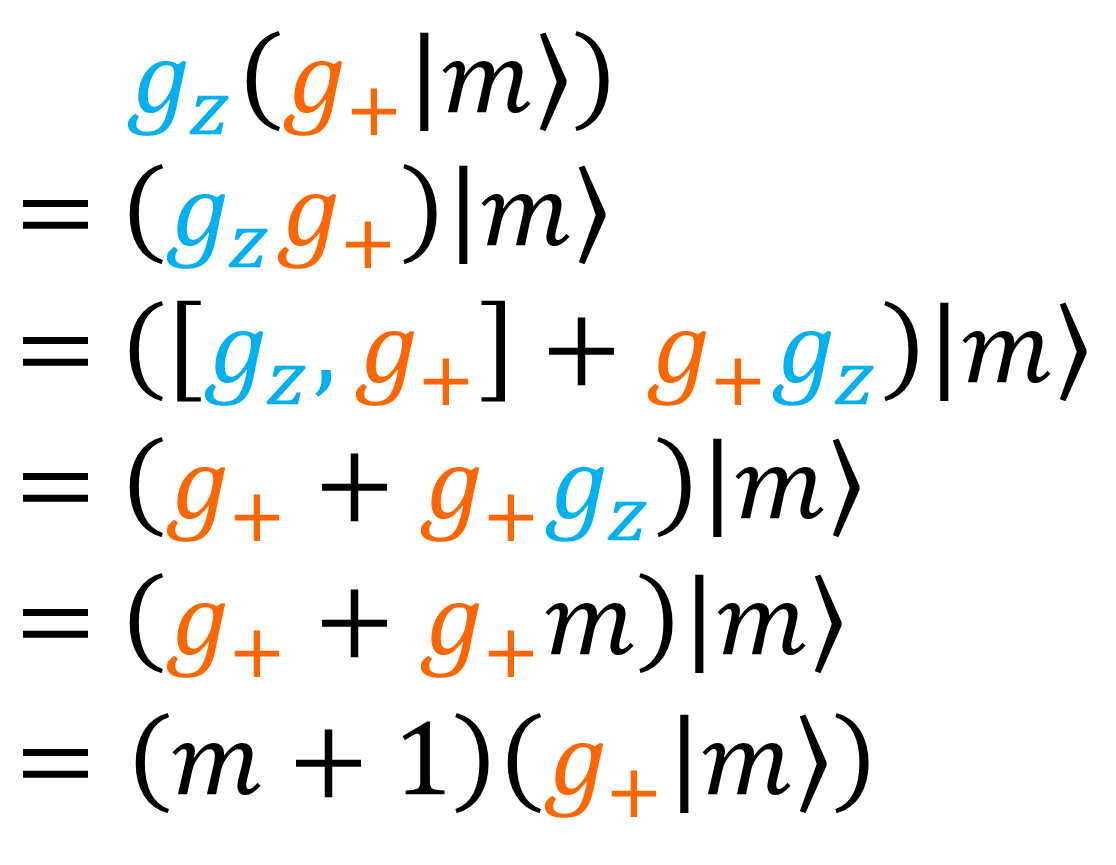 g_z(g_+|m⟩)
= (g_z g_+)|m⟩
= ([g_z, g_+] + g_+ g_z)|m⟩
= (g_+ + g_+ g_z)|m⟩
= (g_+ + g_+ m)|m⟩
= (m + 1)(g_+|m⟩)